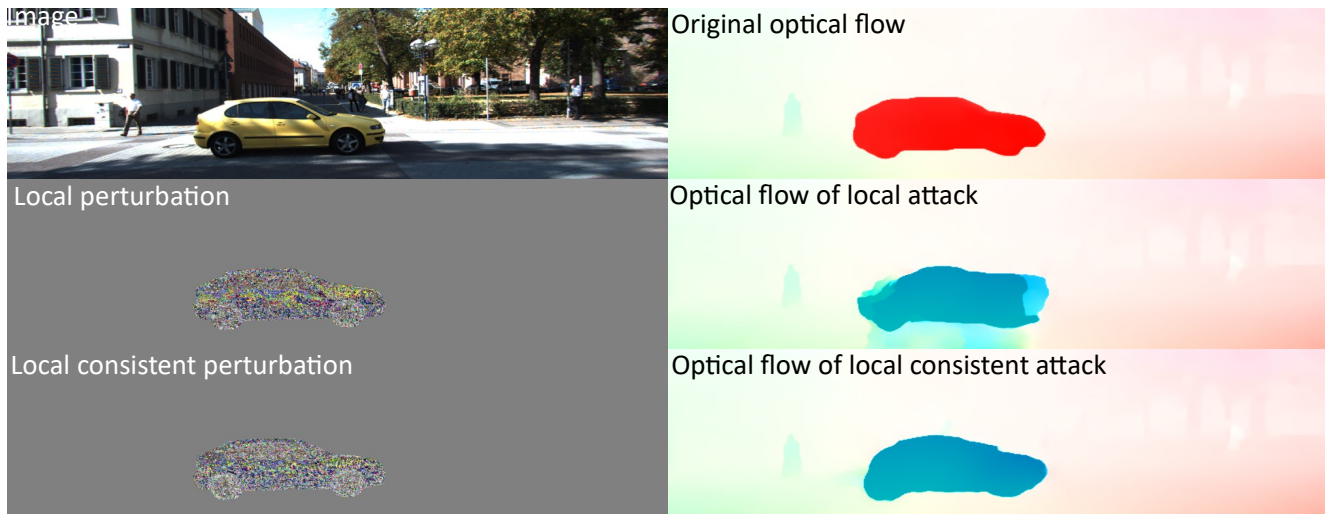 Image
Original optical flow
Local perturbation
Optical flow of local attack
Local consistent perturbation
Optical flow of local consistent attack